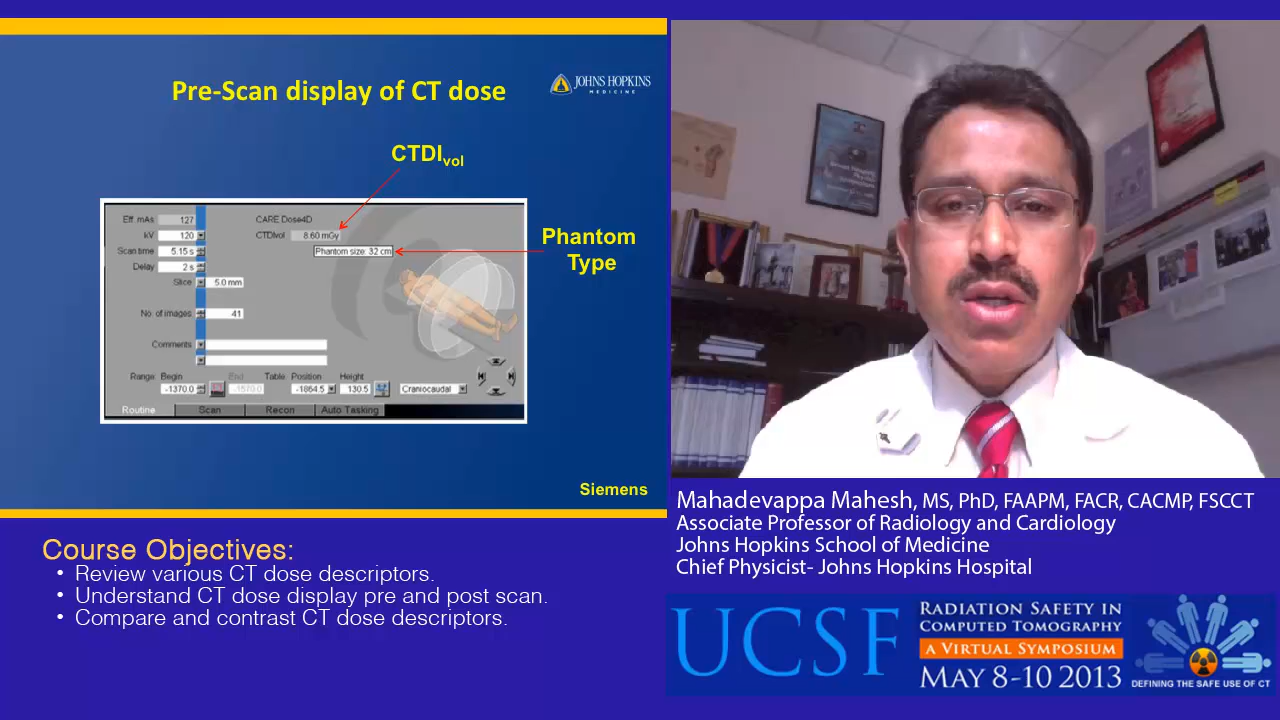 Pre-Scan display of CT dose
JOHNS HOPKINS
MEDICINE
CTDIvol
Phantom
Type
Eff. mAs 127
kV 120
Scan time 5.15 s
Delay 2 s
Slice 5.0 mm
No. of images 41
Comments
CARE Dose4D
CTDIvol 8.60 mGy
Phantom size: 32 cm
Range: Begin End Table: Position Height
-1370.0 -1570.0 -1864.5 130.5 Craniocaudal
Routine Scan Recon Auto Tasking
Siemens
Course Objectives:
• Review various CT dose descriptors.
• Understand CT dose display pre and post scan.
• Compare and contrast CT dose descriptors.
Mahadevappa Mahesh, MS, PhD, FAAPM, FACR, CACMP, FSCCT
Associate Professor of Radiology and Cardiology
Johns Hopkins School of Medicine
Chief Physicist- Johns Hopkins Hospital
UCSF
RADIATION SAFETY IN
COMPUTED TOMOGRAPHY
A VIRTUAL SYMPOSIUM
MAY 8-10 2013
DEFINING THE SAFE USE OF CT